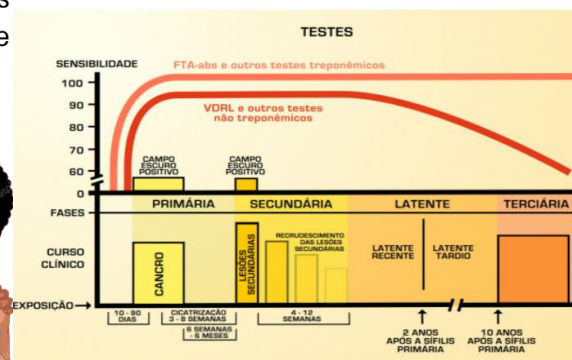 s
e
TESTES
SENSIBILIDADE
FTA-abs e outros testes treponêmicos
100
90
80
70
60
0
VDRL e outros testes
não treponêmicos
CAMPO
ESCURO
POSITIVO
CAMPO
ESCURO
POSITIVO
FASES
PRIMÁRIA
SECUNDÁRIA
LATENTE
TERCIÁRIA
CURSO
CLÍNICO
CANCRO
LESÕES
SECUNDÁRIAS
RECRUDESCIMENTO
DAS LESÕES
SECUNDÁRIAS
LATENTE
RECENTE
LATENTE
TARDIO
EXPOSIÇÃO
10 - 90
DIAS
CICATRIZAÇÃO
3 - 8 SEMANAS
6 SEMANAS
- 6 MESES
4 - 12
SEMANAS
2 ANOS
APÓS A SÍFILIS
PRIMÁRIA
10 ANOS
APÓS A SÍFILIS
PRIMÁRIA